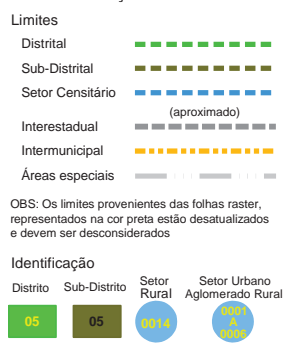 Limites
Distrital
Sub-Distrital
Setor Censitário
(aproximado)
Interestadual
Intermunicipal
Áreas especiais
OBS: Os limites provenientes das folhas raster,
representados na cor preta estão desatualizados
e devem ser desconsiderados
Identificação
Distrito Sub-Distrito Setor Rural Setor Urbano Aglomerado Rural
05 05 0014 0001 A 0006